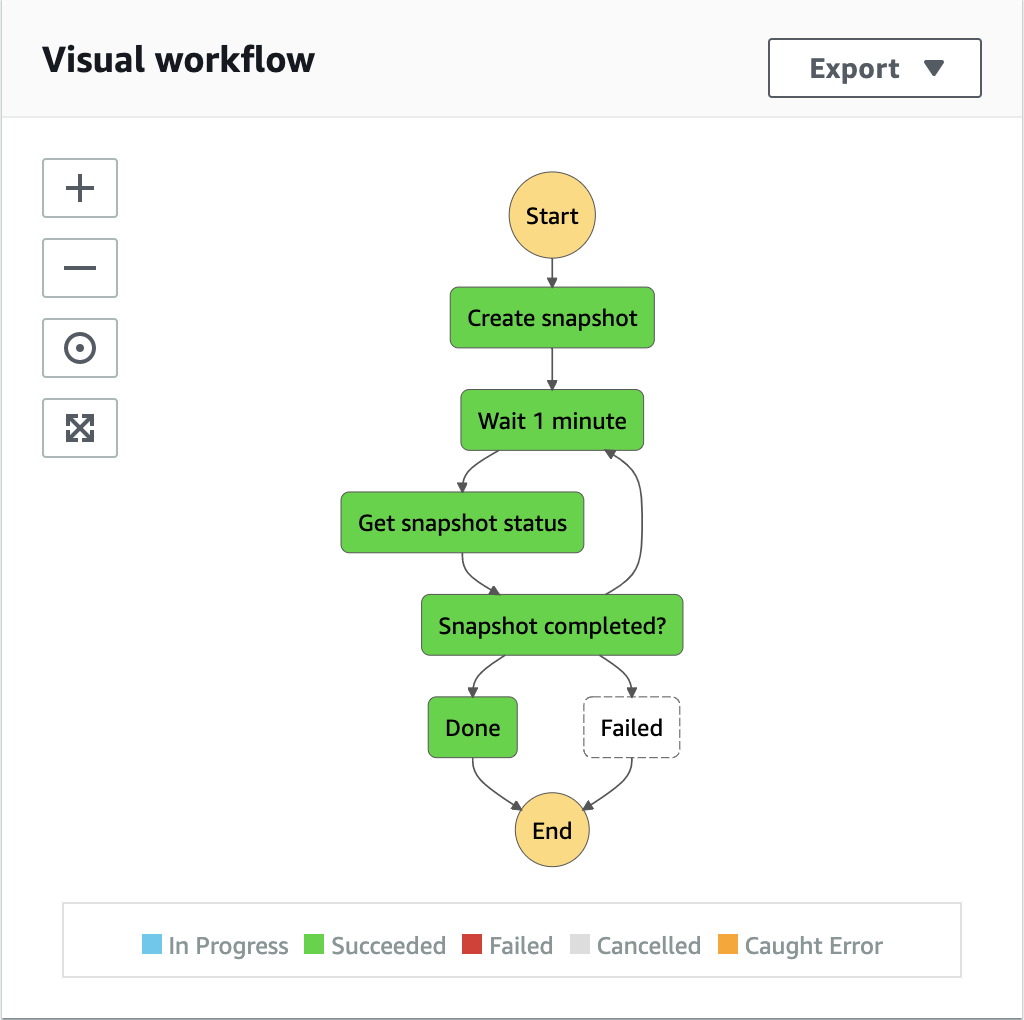 Visual workflow
Export
Start
Create snapshot
Wait 1 minute
Get snapshot status
Snapshot completed?
Done
Failed
End
In Progress
Succeeded
Failed
Cancelled
Caught Error